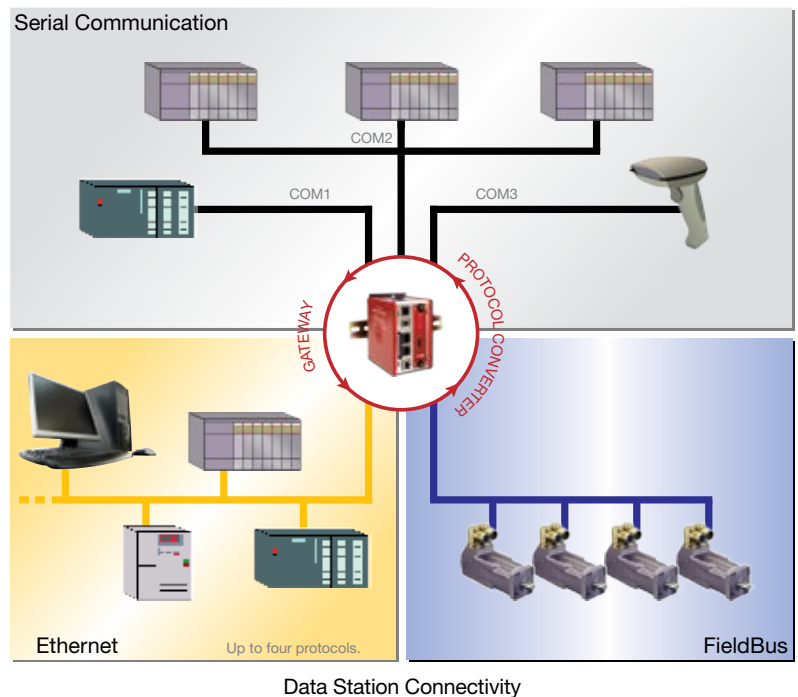 Serial Communication
COM2
COM1
COM3
GATEWAY
PROTOCOL CONVERTER
Ethernet
Up to four protocols.
FieldBus
Data Station Connectivity